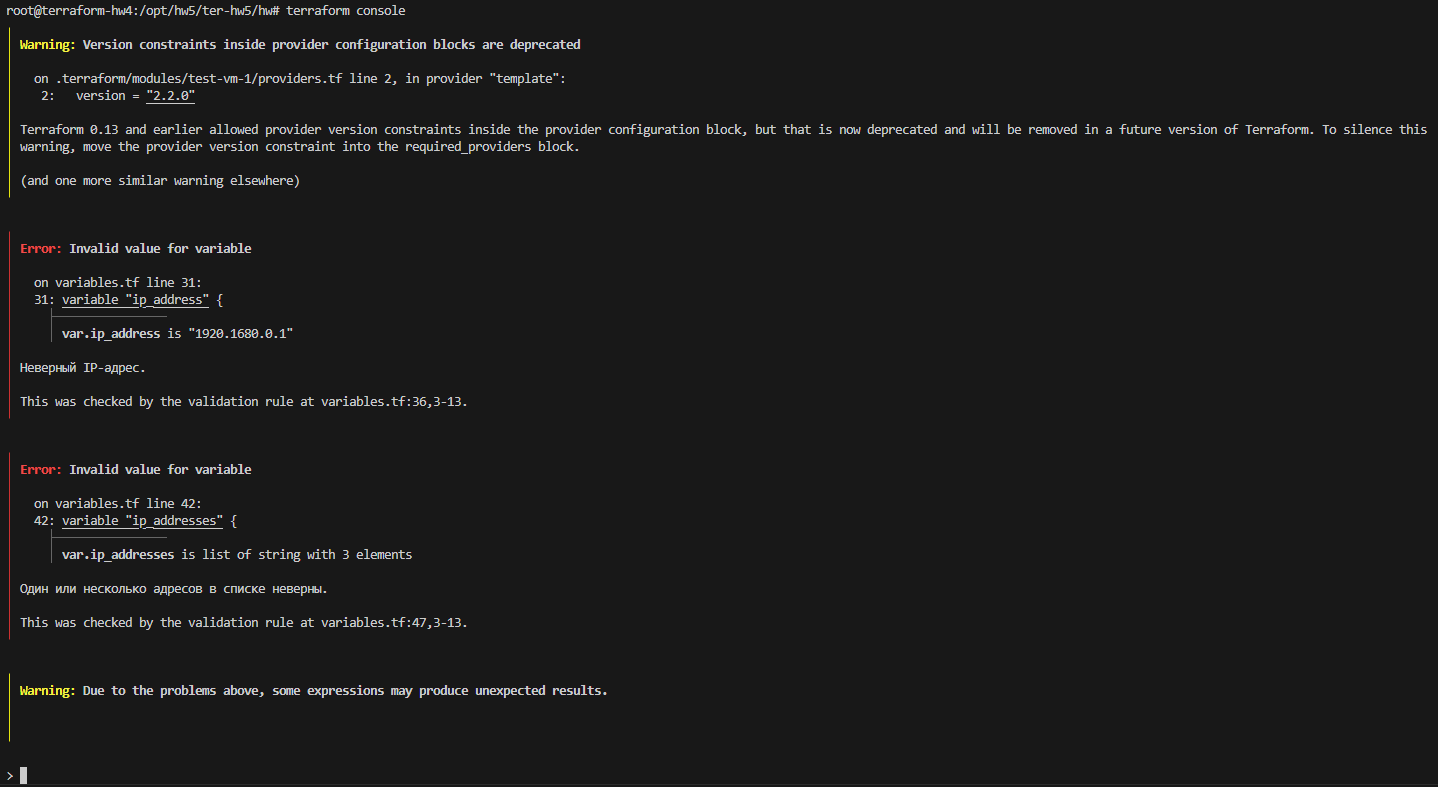 root@terraform-hw4:/opt/hw5/ter-hw5/hw# terraform console
Warning: Version constraints inside provider configuration blocks are deprecated
on .terraform/modules/test-vm-1/providers.tf line 2, in provider "template":
2: version = "2.2.0"
Terraform 0.13 and earlier allowed provider version constraints inside the provider configuration block, but that is now deprecated and will be removed in a future version of Terraform. To silence this
warning, move the provider version constraint into the required_providers block.
(and one more similar warning elsewhere)
Error: Invalid value for variable
on variables.tf line 31:
31: variable "ip_address" {
var.ip_address is "1920.1680.0.1"
Неверный IP-адрес.
This was checked by the validation rule at variables.tf:36,3-13.
Error: Invalid value for variable
on variables.tf line 42:
42: variable "ip_addresses" {
var.ip_addresses is list of string with 3 elements
Один или несколько адресов в списке неверны.
This was checked by the validation rule at variables.tf:47,3-13.
Warning: Due to the problems above, some expressions may produce unexpected results.
>